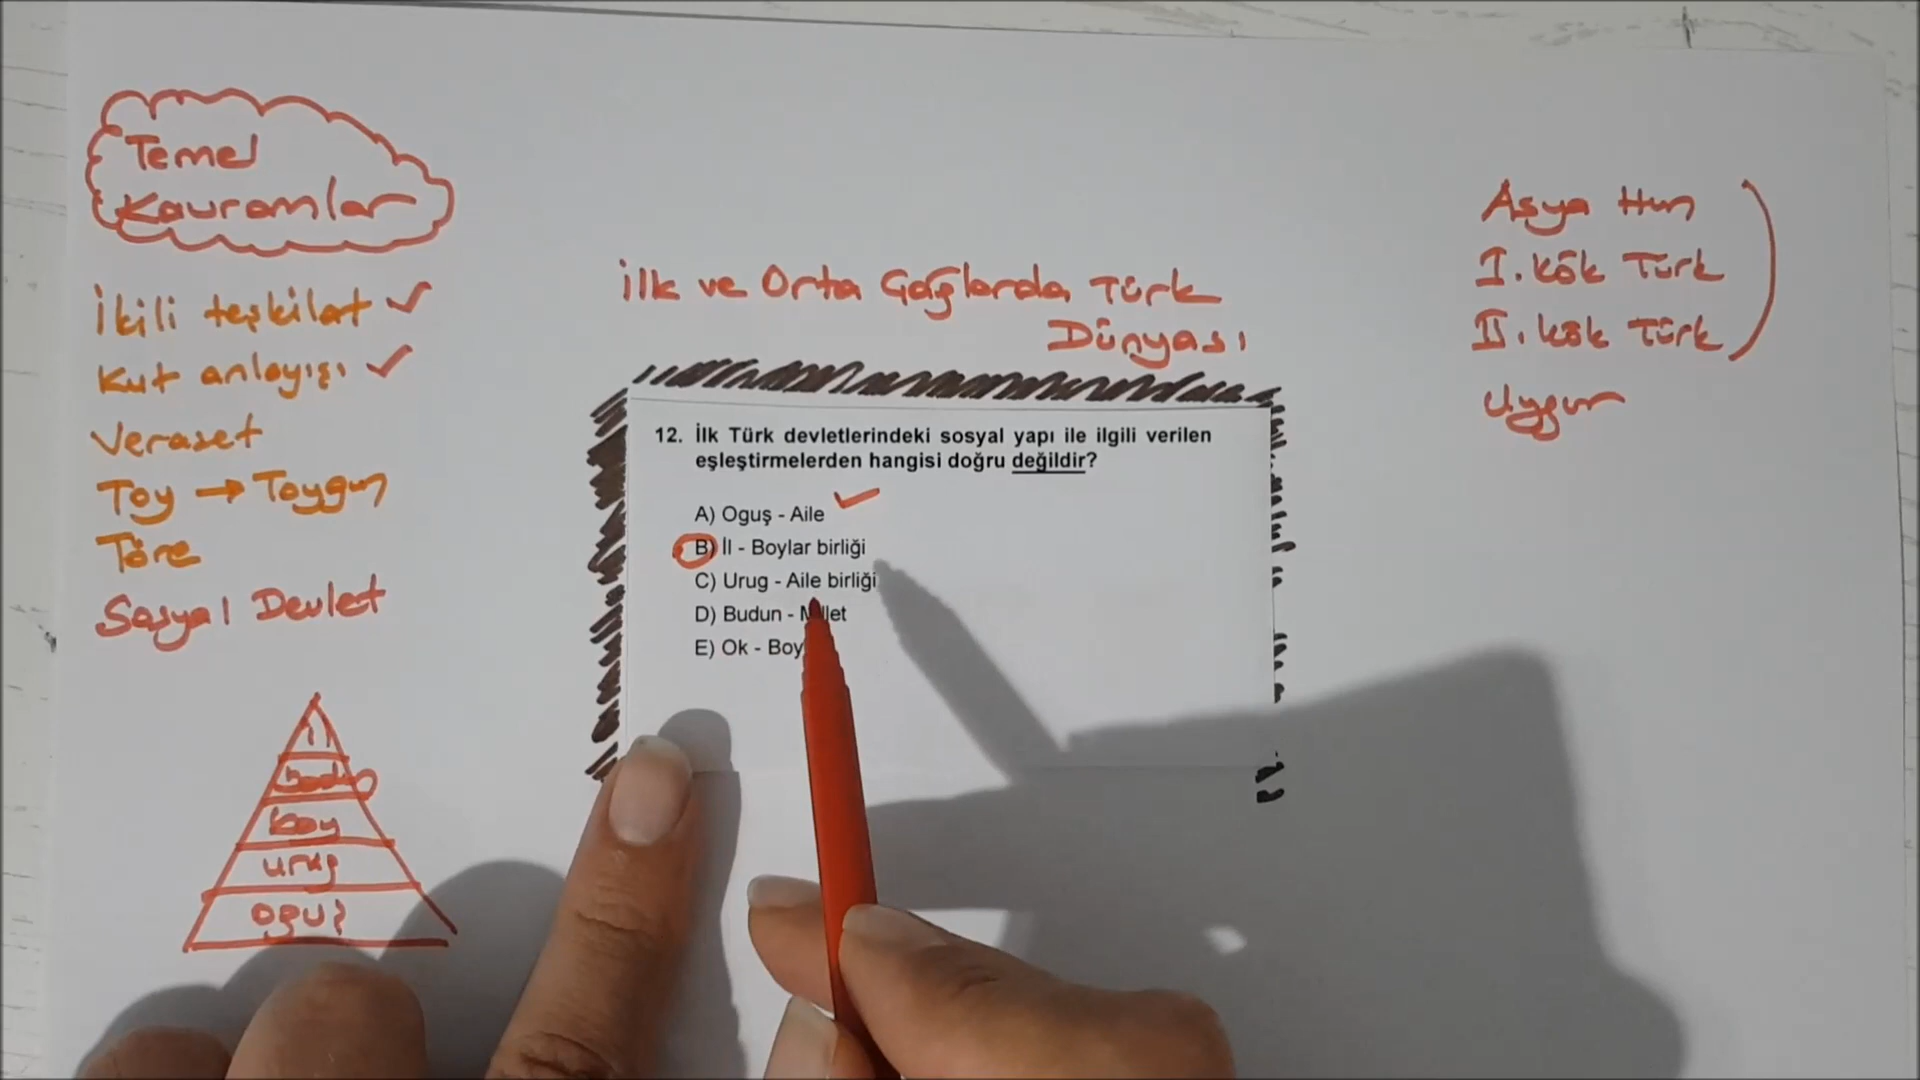 Temel
Kavramlar
İkili teşkilat ✓
Kut anlayışı ✓
Veraset
Toy → Toygun
Töre
Sosyal Devlet
İlk ve Orta Çağlarda Türk
Dünyası
Asya Hun
I. Kök Türk
II. Kök Türk
Uygur
12. İlk Türk devletlerindeki sosyal yapı ile ilgili verilen
eşleştirmelerden hangisi doğru değildir?
A) Oguş - Aile ✓
B) İl - Boylar birliği
C) Urug - Aile birliği
D) Budun - Millet
E) Ok - Boy
il
boy
urug
oguş